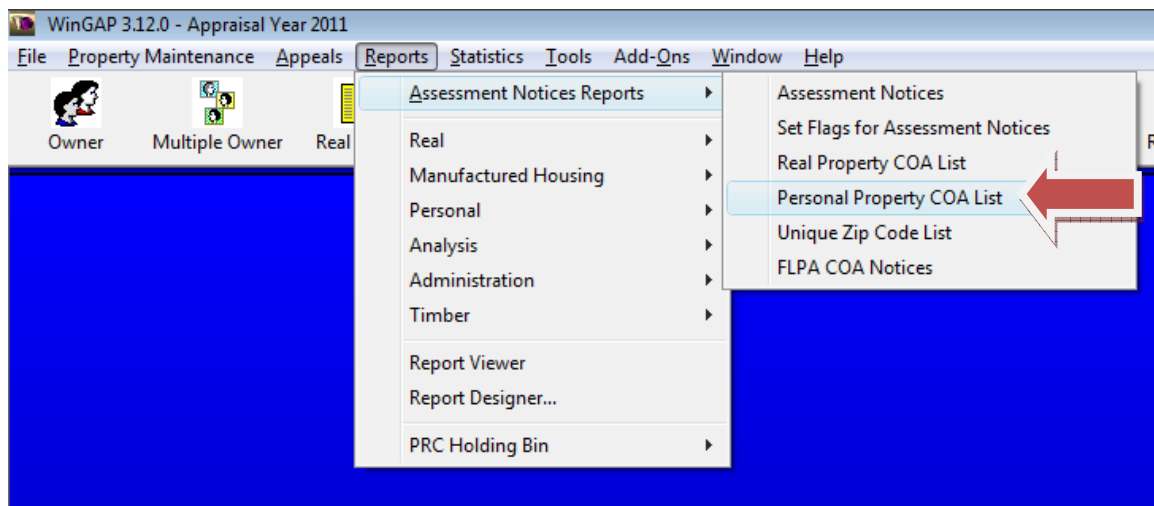 WinGAP 3.12.0 - Appraisal Year 2011
File Property Maintenance Appeals Reports Statistics Tools Add-Ons Window Help
Owner Multiple Owner Real R
Assessment Notices Reports
Real
Manufactured Housing
Personal
Analysis
Administration
Timber
Report Viewer
Report Designer...
PRC Holding Bin
Assessment Notices
Set Flags for Assessment Notices
Real Property COA List
Personal Property COA List
Unique Zip Code List
FLPA COA Notices